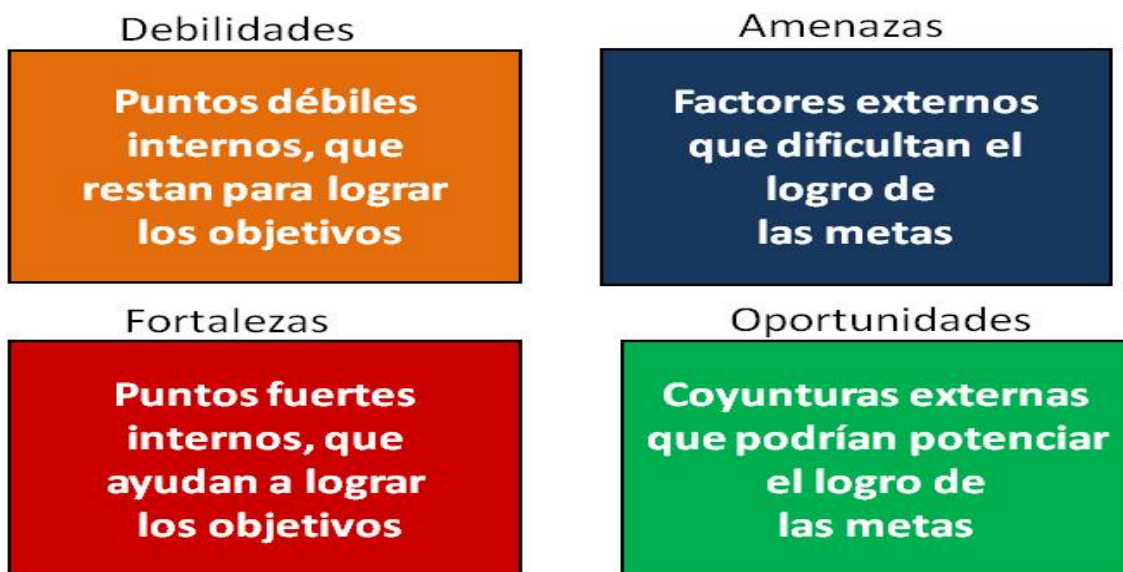 Debilidades
Puntos débiles
internos, que
restan para lograr
los objetivos
Amenazas
Factores externos
que dificultan el
logro de
las metas
Fortalezas
Puntos fuertes
internos, que
ayudan a lograr
los objetivos
Oportunidades
Coyunturas externas
que podrían potenciar
el logro de
las metas